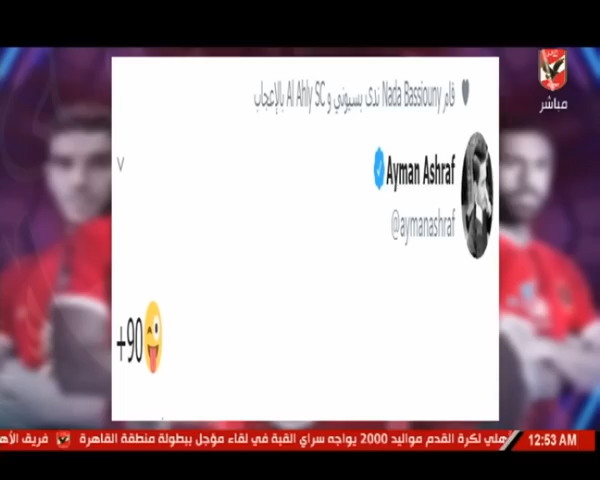 مباشر
قام Nada Bassiouny ندى بسيوني و Al Ahly SC بالإعجاب
Ayman Ashraf
@aymanashraf
+90😜
هلي لكرة القدم مواليد 2000 يواجه سراي القبة في لقاء مؤجل ببطولة منطقة القاهرة
فريق الأه
12:53 AM